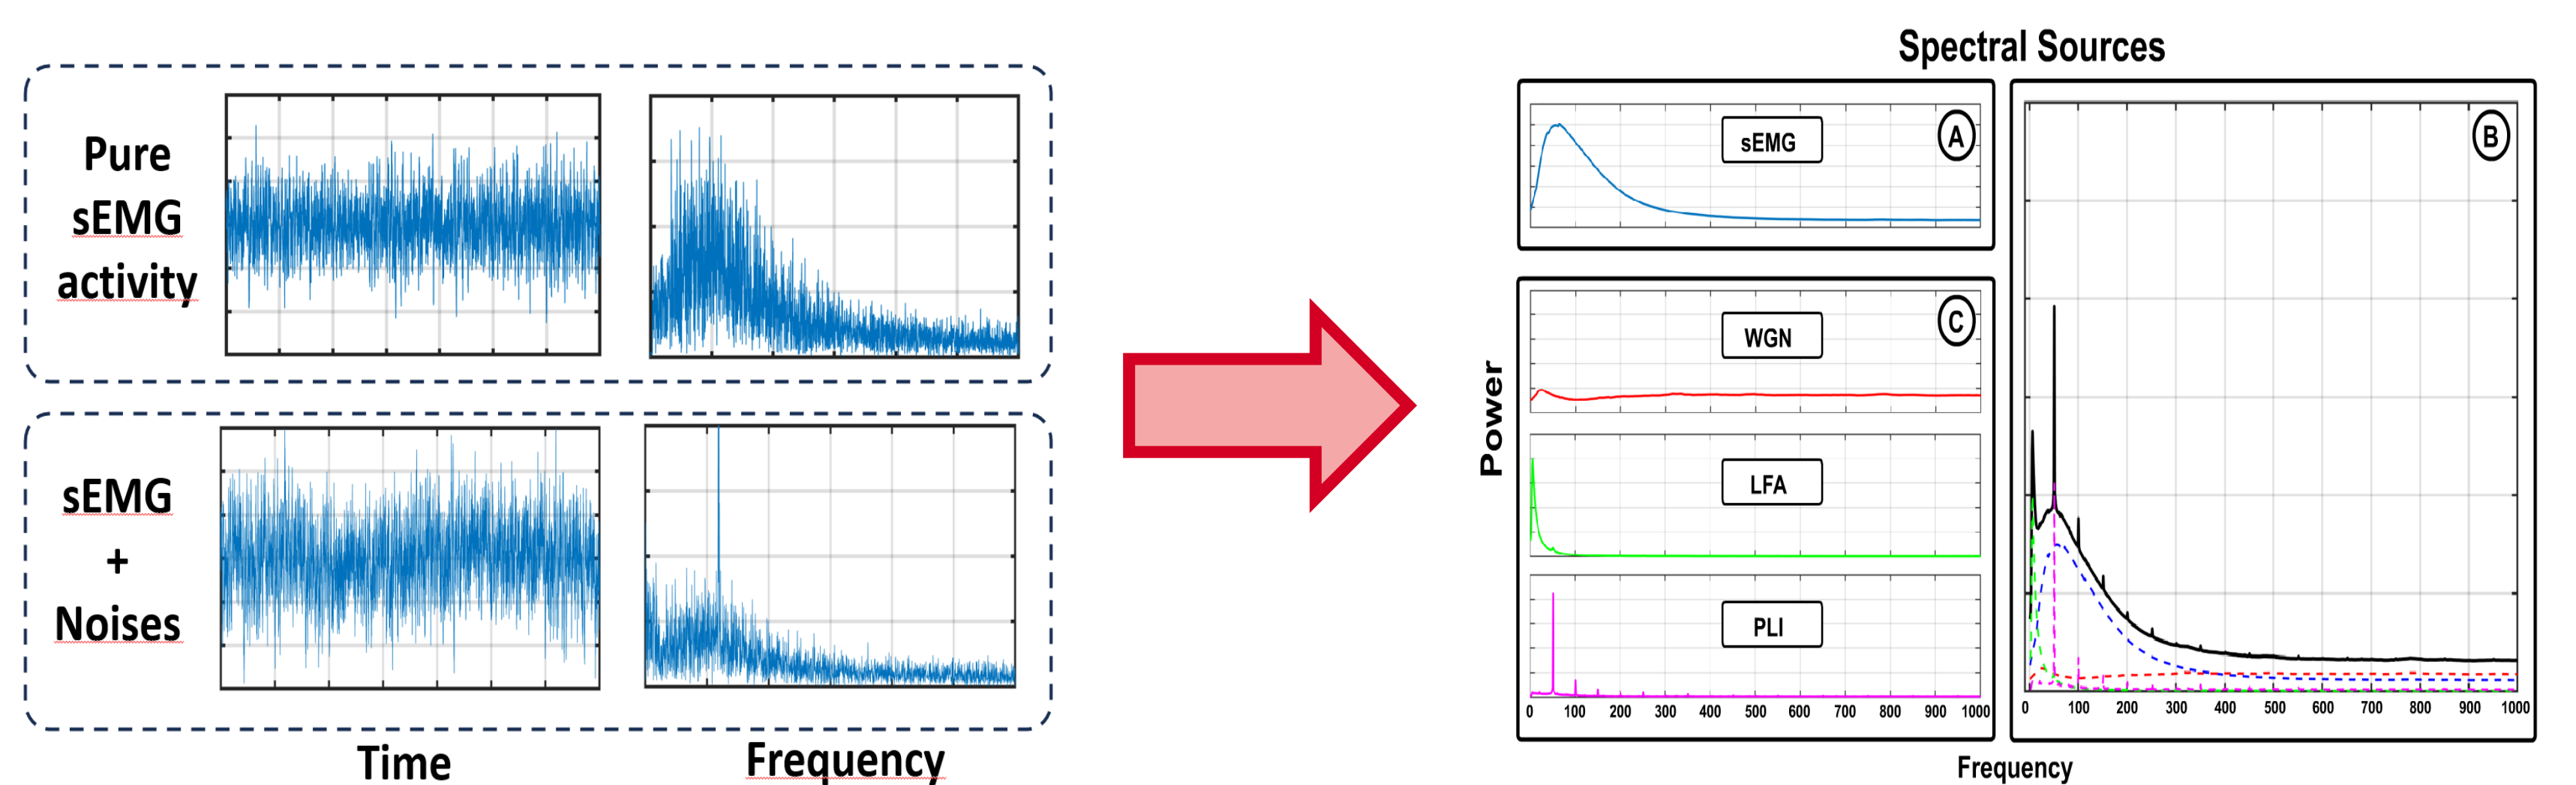 Pure
sEMG
activity
sEMG
+
Noises
Time
Frequency
Spectral Sources
sEMG
A
WGN
C
LFA
PLI
Power
0 100 200 300 400 500 600 700 800 900 1000
B
0 100 200 300 400 500 600 700 800 900 1000
Frequency